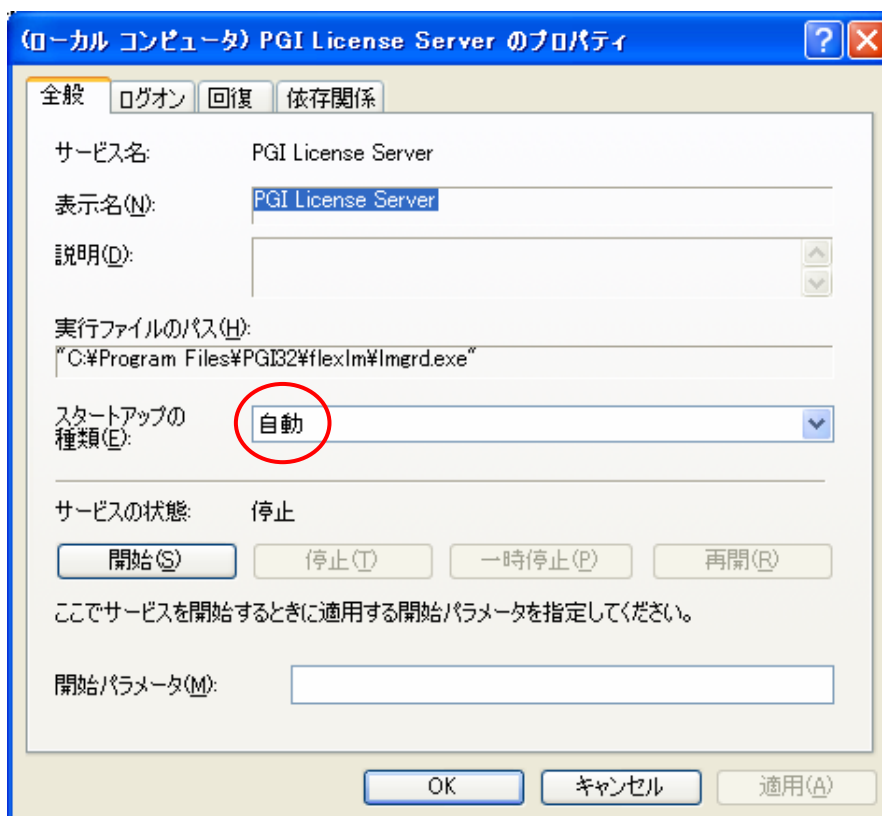 (ローカル コンピュータ) PGI License Server のプロパティ
全般 ログオン 回復 依存関係
サービス名: PGI License Server
表示名(N): PGI License Server
説明(D):
実行ファイルのパス(H):
"C:¥Program Files¥PGI32¥flexlm¥lmgrd.exe"
スタートアップの
種類(E): 自動
サービスの状態: 停止
開始(S) 停止(T) 一時停止(P) 再開(R)
ここでサービスを開始するときに適用する開始パラメータを指定してください。
開始パラメータ(M):
OK キャンセル 適用(A)